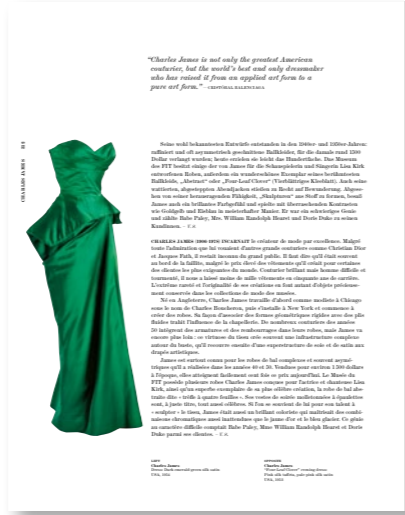 "Charles James is not only the greatest American
couturier, but the world's best and only dressmaker
who has raised it from an applied art form to a
pure art form." – CRISTÓBAL BALENCIAGA
CHARLES JAMES
Seine wohl bekanntesten Entwürfe entstanden in den 1940er- und 1950er-Jahren:
raffiniert und oft asymmetrisch geschnittene Ballkleider, für die damals rund 1500
Dollar verlangt wurden; heute erzielen sie leicht das Hundertfache. Das Museum
des FIT besitzt einige der von James für die Schauspielerin und Sängerin Lisa Kirk
entworfenen Roben, außerdem ein wunderschönes Exemplar seines berühmtesten
Ballkleids, „Abstract" oder „Four-Leaf Clover" (Vierblättriges Kleeblatt). Auch seine
wattierten, abgesteppten Abendjacken stießen zu Recht auf Bewunderung. Abgese-
hen von seiner herausragenden Fähigkeit, „Skulpturen" aus Stoff zu formen, besaß
James auch ein brillantes Farbgefühl und spielte mit überraschenden Kontrasten
wie Goldgelb und Eisblau in meisterhafter Manier. Er war ein schwieriges Genie
und zählte Babe Paley, Mrs. William Randolph Hearst und Doris Duke zu seinen
Kundinnen. – C.S.
CHARLES JAMES (1906-1978) INCARNAIT le créateur de mode par excellence. Malgré
toute l'admiration que lui vouaient d'autres grands couturiers comme Christian Dior
et Jacques Fath, il restait inconnu du grand public. Il faut dire qu'il était souvent
au bord de la faillite, malgré le prix élevé des vêtements qu'il créait pour certaines
des clientes les plus exigeantes du monde. Couturier brillant mais homme difficile et
tourmenté, il nous a laissé moins de mille vêtements en cinquante ans de carrière.
L'extrême rareté et l'originalité de ses créations en font autant d'objets précieuse-
ment conservés dans les collections de mode des musées.
Né en Angleterre, Charles James travaille d'abord comme modiste à Chicago
sous le nom de Charles Boucheron, puis s'installe à New York et commence à
créer des robes. Sa façon d'associer des formes géométriques rigides avec des plis
fluides trahit l'influence de la chapellerie. De nombreux couturiers des années
50 intègrent des armatures et des rembourrages dans leurs robes, mais James va
encore plus loin : ce virtuose du tissu crée souvent une infrastructure complexe
autour du buste, qu'il recouvre ensuite d'une superstructure de soie et de satin aux
drapés artistiques.
James est surtout connu pour les robes de bal complexes et souvent asymé-
triques qu'il a réalisées dans les années 40 et 50. Vendues pour environ 1 500 dollars
à l'époque, elles atteignent facilement cent fois ce prix aujourd'hui. Le Musée du
FIT possède plusieurs robes Charles James conçues pour l'actrice et chanteuse Lisa
Kirk, ainsi qu'un superbe exemplaire de sa plus célèbre création, la robe de bal abs-
traite dite « trèfle à quatre feuilles ». Ses vestes de soirée molletonnées à épaulettes
sont, à juste titre, tout aussi célèbres. Si l'on se souvient de lui pour son talent à
« sculpter » le tissu, James était aussi un brillant coloriste qui maîtrisait des combi-
naisons chromatiques aussi inattendues que le jaune d'or et le bleu glacier. Ce génie
au caractère difficile comptait Babe Paley, Mme William Randolph Hearst et Doris
Duke parmi ses clientes. – C.S.
LEFT
Charles James
Dress: Dark emerald green silk satin
USA, 1954
OPPOSITE
Charles James
"Four-Leaf Clover" evening dress:
Pink silk taffeta, pale pink silk satin
USA, 1953